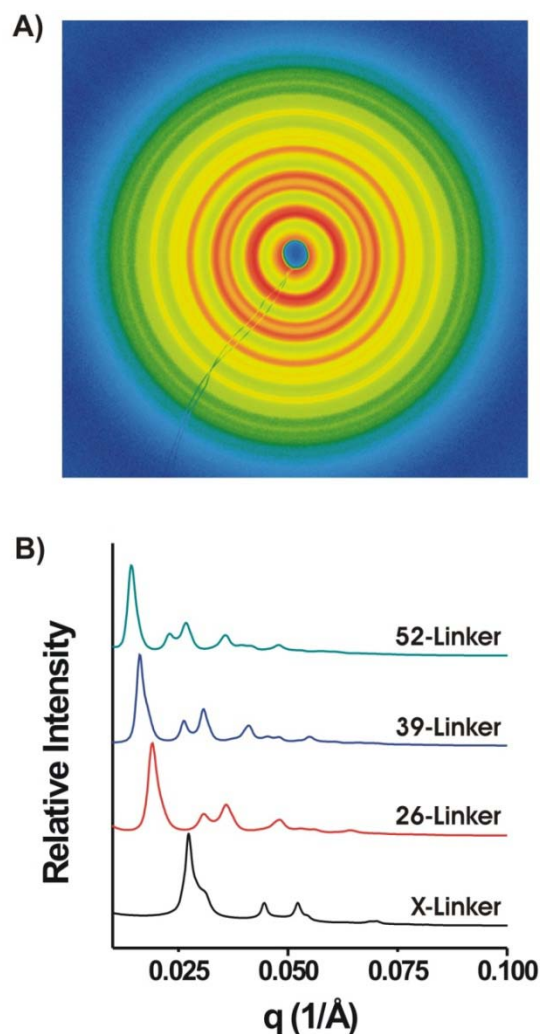 A)
B)
Relative Intensity
52-Linker
39-Linker
26-Linker
X-Linker
0.025 0.050 0.075 0.100
q (1/Å)